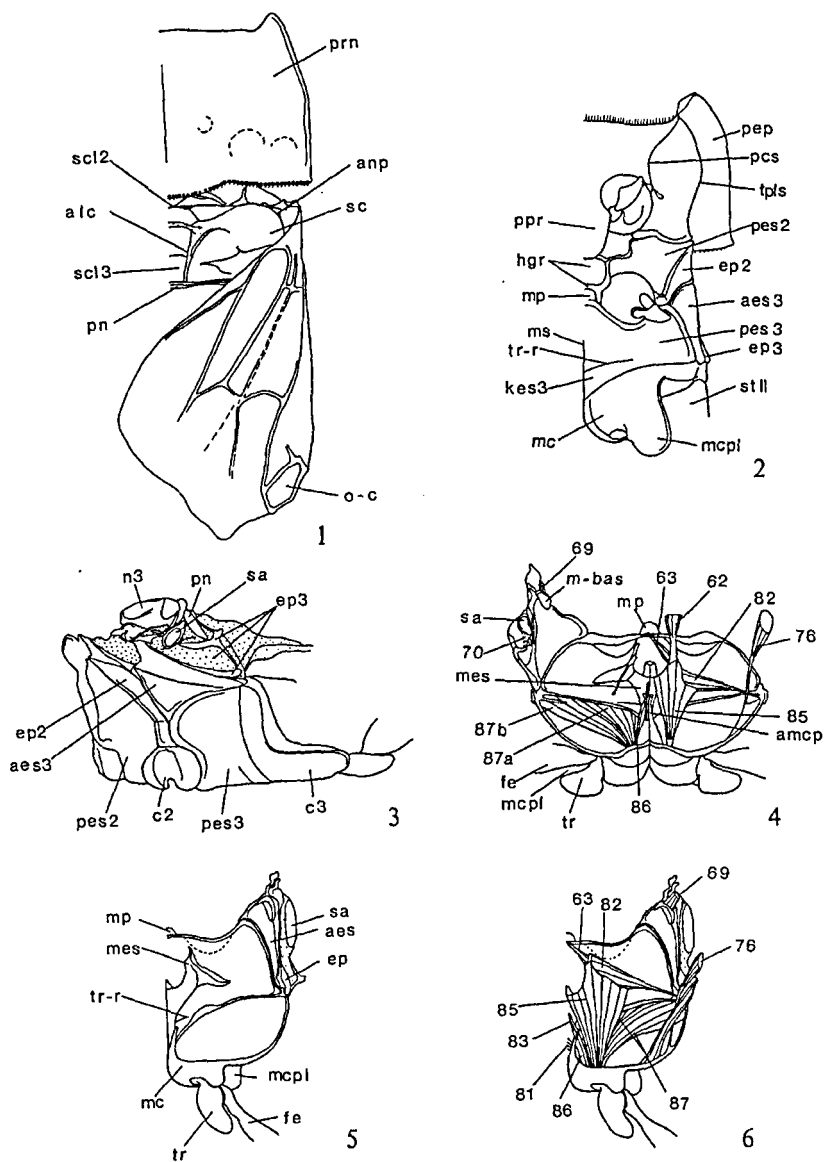 prn
scl2
anp
alc
sc
scl3
pn
o-c
1
pep
pcs
tpls
ppr
pes2
hgr
ep2
mp
aes3
ms
pes3
tr-r
ep3
kes3
stII
mc
mcpl
2
n3
pn
sa
ep3
ep2
aes3
c2
pes2
pes3
c3
3
69
m-bas
63
62
mp
82
sa
76
70
mes
87b
85
87a
amcp
fe
mcpl
86
tr
4
mp
sa
aes
mes
ep
tr-r
mc
mcpl
fe
tr
5
69
63
82
76
85
83
81
86
87
6